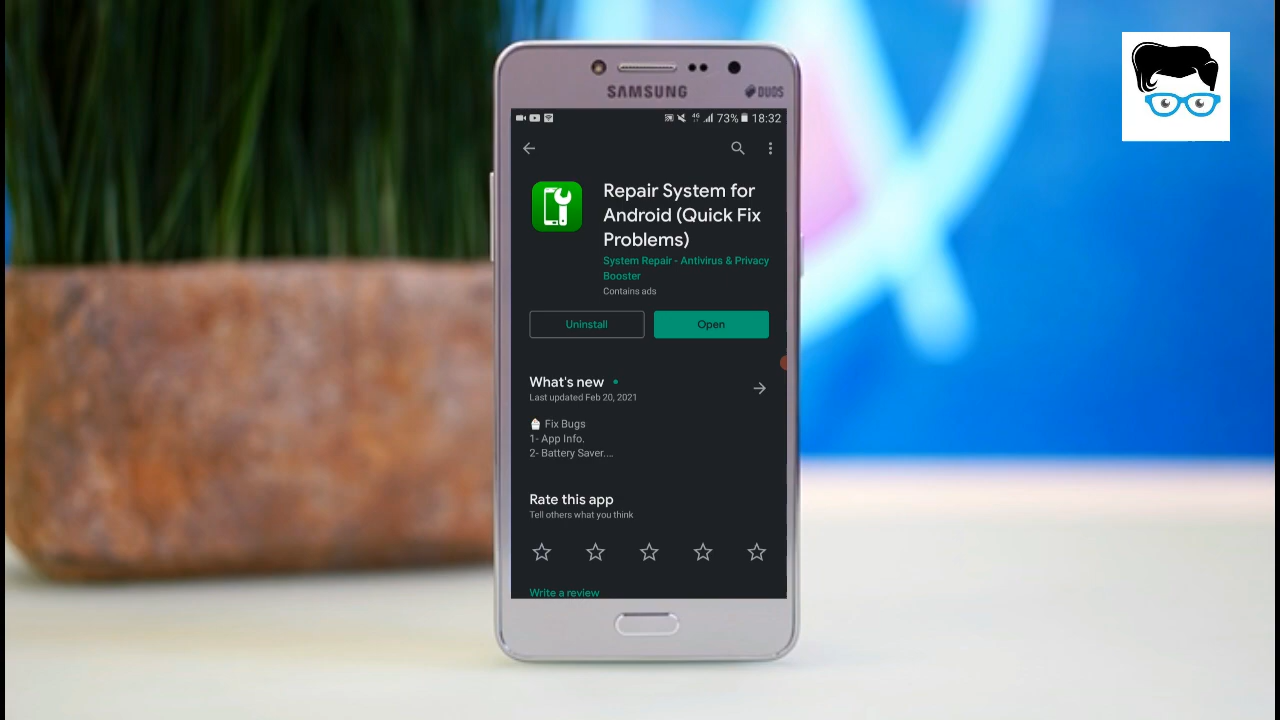 SAMSUNG
DUOS
4G
73%
18:32
Repair System for
Android (Quick Fix
Problems)
System Repair - Antivirus & Privacy
Booster
Contains ads
Uninstall
Open
What's new
Last updated Feb 20, 2021
Fix Bugs
1- App Info.
2- Battery Saver....
Rate this app
Tell others what you think
Write a review